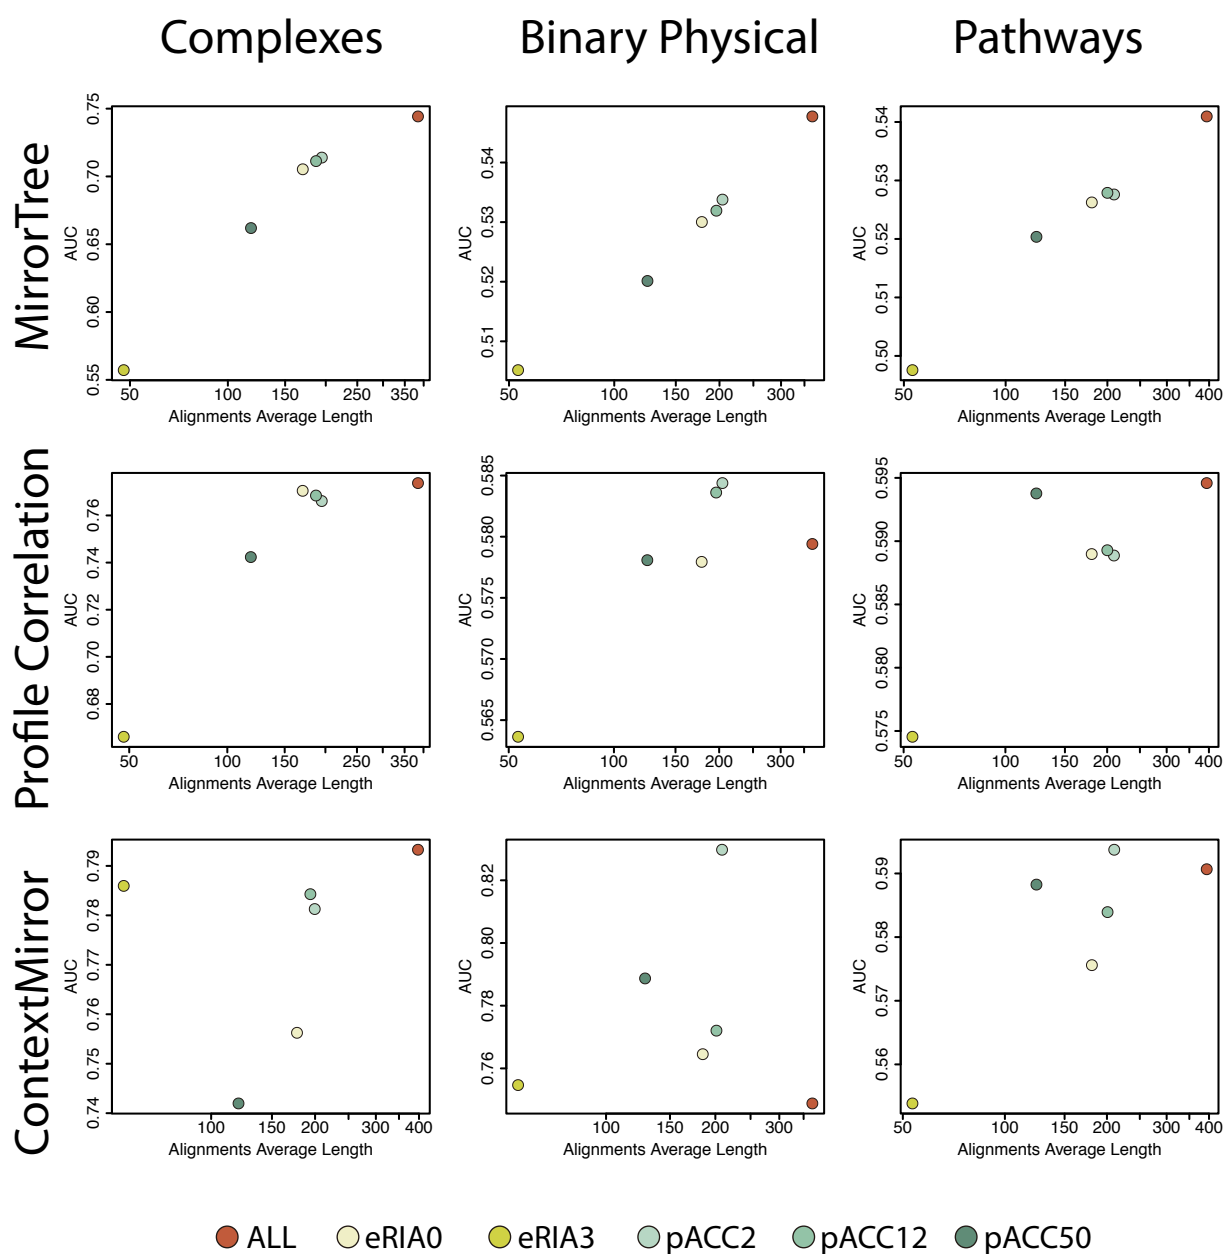 Complexes Binary Physical Pathways
MirrorTree
AUC
0.55 0.60 0.65 0.70 0.75
50 100 150 250 350
Alignments Average Length
AUC
0.51 0.52 0.53 0.54
50 100 150 200 300
Alignments Average Length
AUC
0.50 0.51 0.52 0.53 0.54
50 100 150 200 300 400
Alignments Average Length
Profile Correlation
AUC
0.68 0.70 0.72 0.74 0.76
50 100 150 250 350
Alignments Average Length
AUC
0.565 0.570 0.575 0.580 0.585
50 100 150 200 300
Alignments Average Length
AUC
0.575 0.580 0.585 0.590 0.595
50 100 150 200 300 400
Alignments Average Length
ContextMirror
AUC
0.74 0.75 0.76 0.77 0.78 0.79
100 150 200 300 400
Alignments Average Length
AUC
0.76 0.78 0.80 0.82
100 150 200 300
Alignments Average Length
AUC
0.56 0.57 0.58 0.59
50 100 150 200 300 400
Alignments Average Length
ALL eRIA0 eRIA3 pACC2 pACC12 pACC50